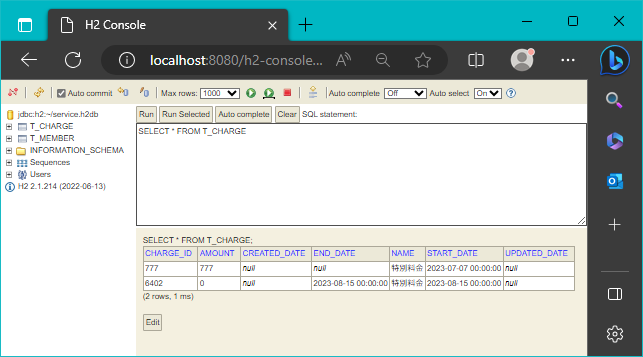 H2 Console
localhost:8080/h2-console...
Auto commit Max rows: 1000 Auto complete Off Auto select On
jdbc:h2:~/service.h2db
T_CHARGE
T_MEMBER
INFORMATION_SCHEMA
Sequences
Users
H2 2.1.214 (2022-06-13)
Run Run Selected Auto complete Clear SQL statement:
SELECT * FROM T_CHARGE
SELECT * FROM T_CHARGE;
CHARGE_ID AMOUNT CREATED_DATE END_DATE NAME START_DATE UPDATED_DATE
777 777 null null 特別料金 2023-07-07 00:00:00 null
6402 0 null 2023-08-15 00:00:00 特別料金 2023-08-15 00:00:00 null
(2 rows, 1 ms)
Edit